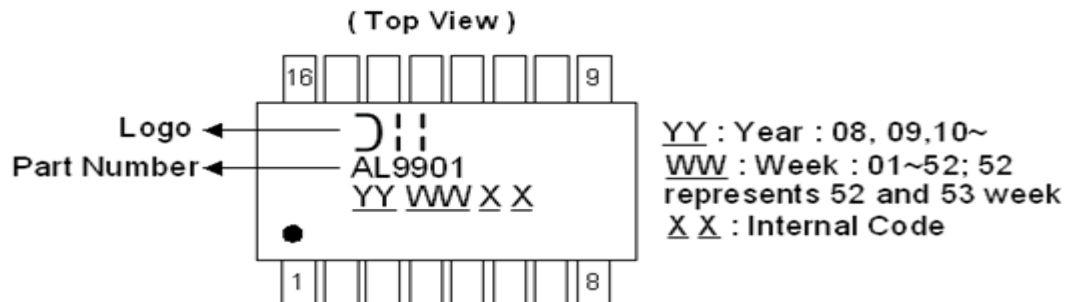 ( Top View )
16 9
Logo
Part Number
AL9901
YY WW X X
1 8
YY : Year : 08, 09,10~
WW : Week : 01~52; 52
represents 52 and 53 week
X X : Internal Code